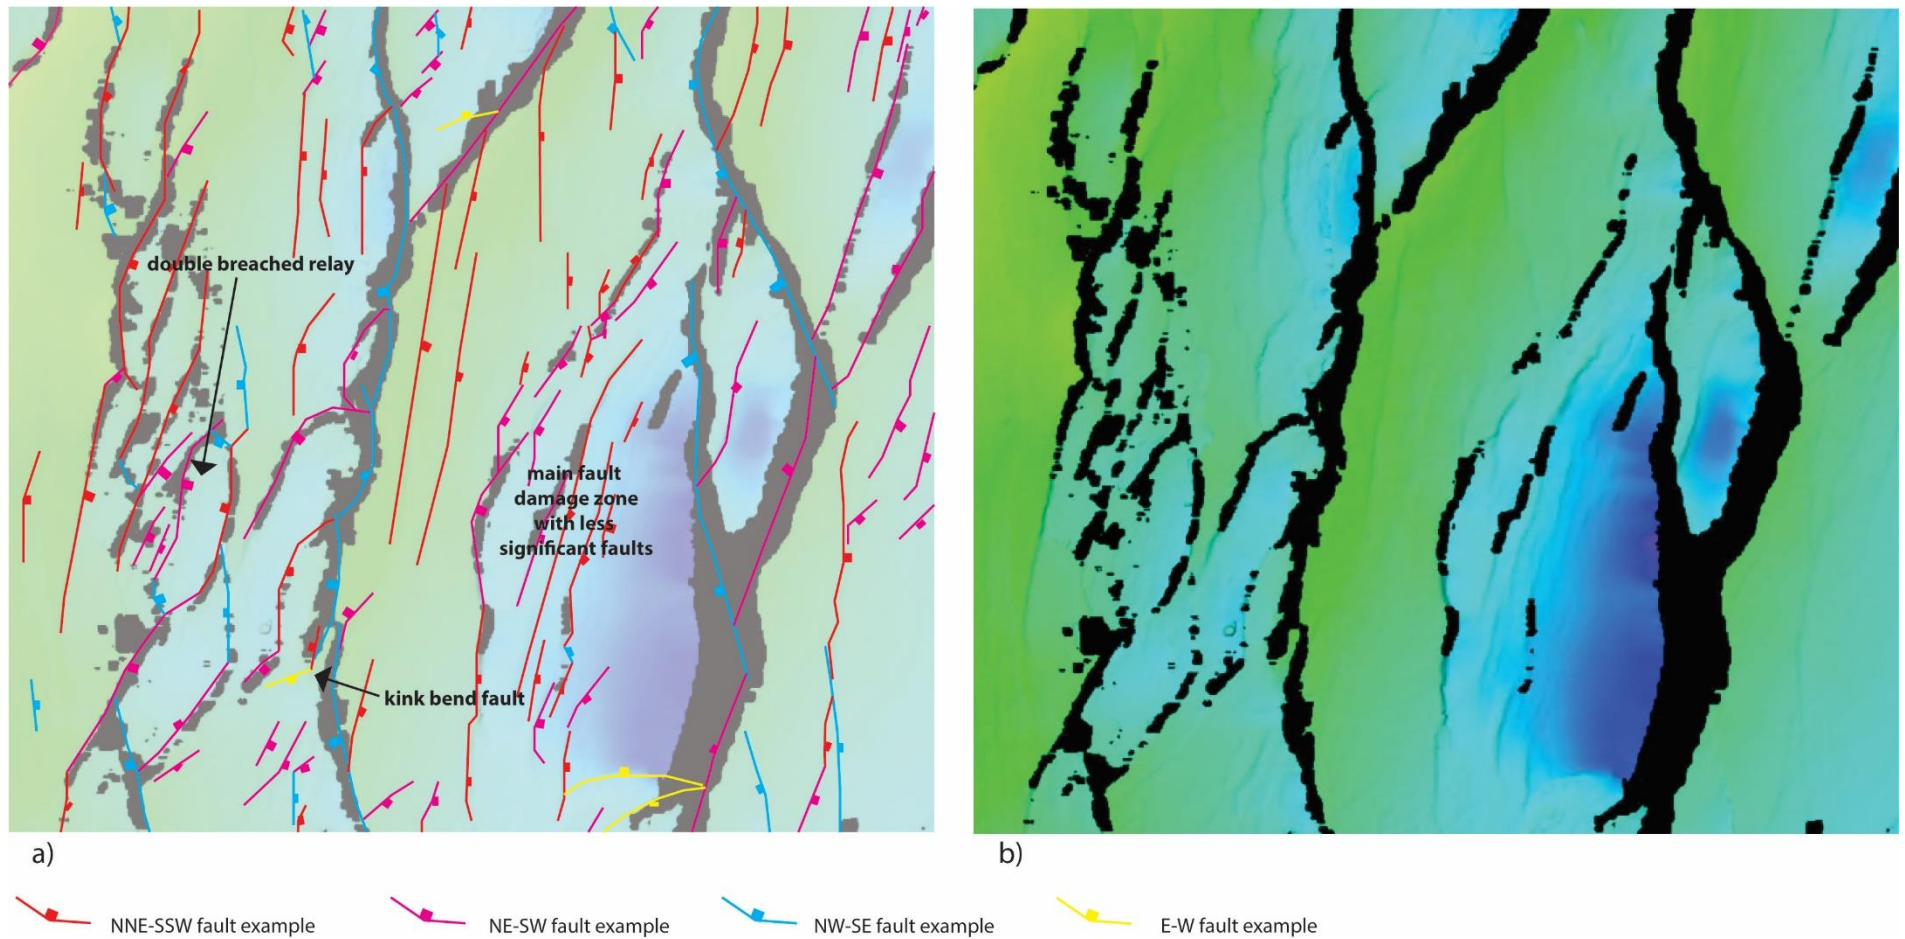 double breached relay
main fault
damage zone
with less
significant faults
kink bend fault
a)
b)
NNE-SSW fault example
NE-SW fault example
NW-SE fault example
E-W fault example